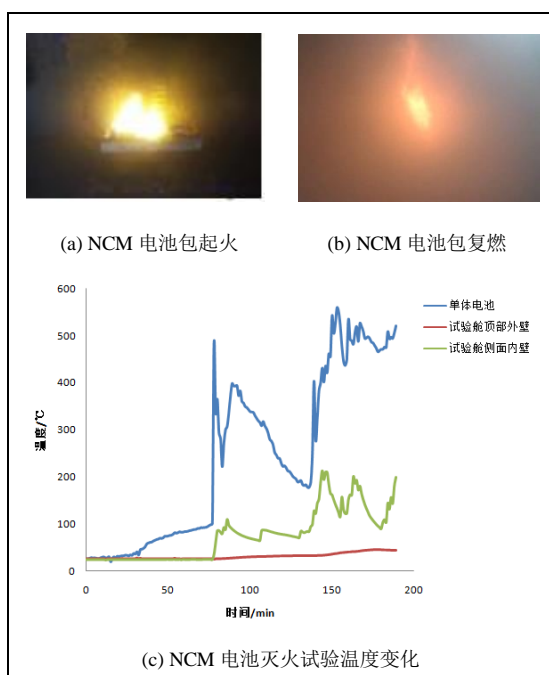 (a) NCM 电池包起火
(b) NCM 电池包复燃
600
500
400
300
200
100
0
温度/℃
单体电池
试验舱顶部外壁
试验舱侧面内壁
0
50
100
150
200
时间/min
(c) NCM 电池灭火试验温度变化